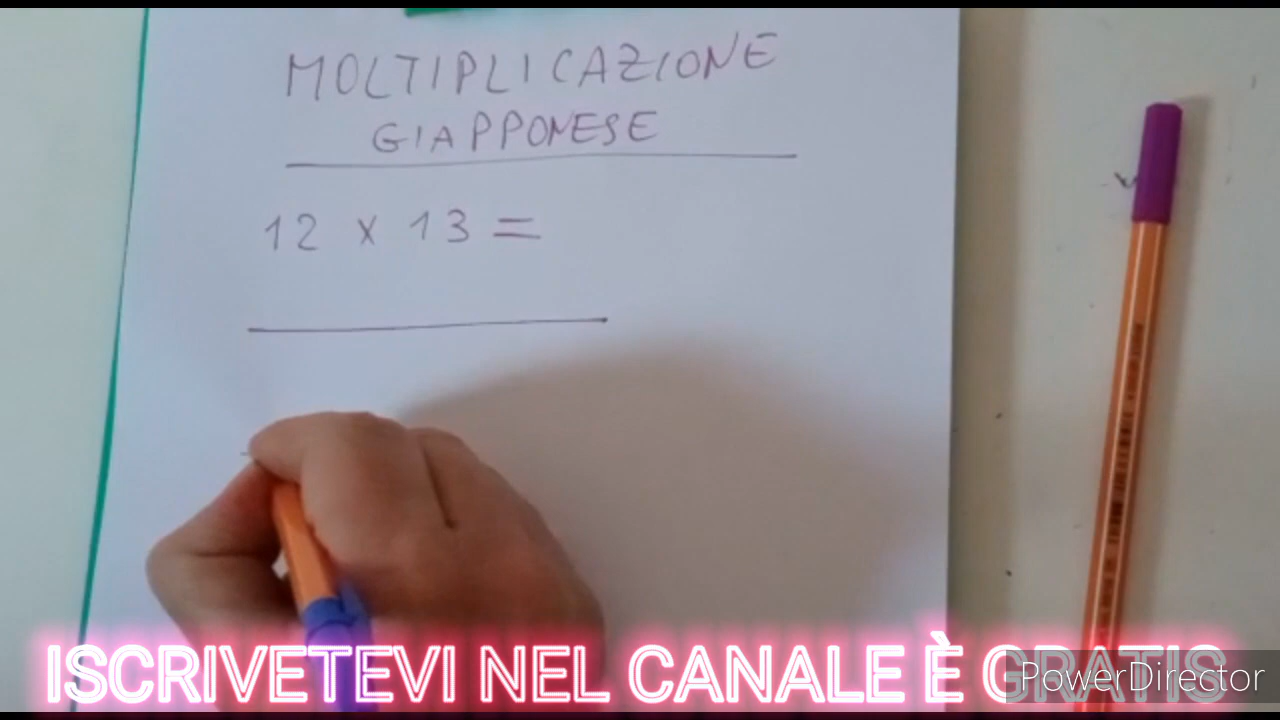 MOLTIPLICAZIONE
GIAPPONESE
12 x 13 =
ISCRIVETEVI NEL CANALE È GRATIS
PowerDirector